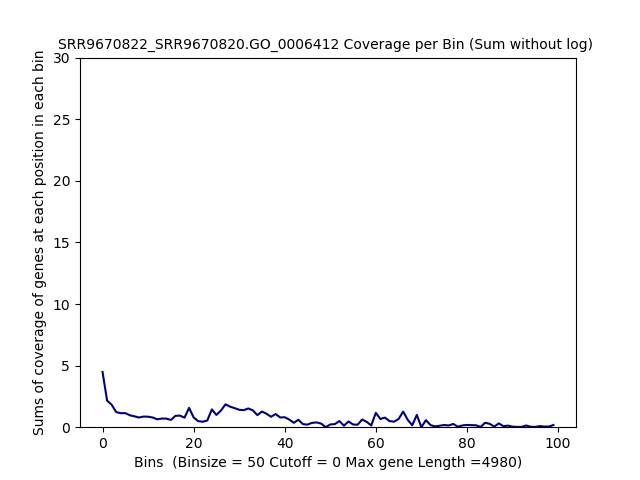 SRR9670822_SRR9670820.GO_0006412 Coverage per Bin (Sum without log)
Sums of coverage of genes at each position in each bin
30
25
20
15
10
5
0
0 20 40 60 80 100
Bins  (Binsize = 50 Cutoff = 0 Max gene Length =4980)